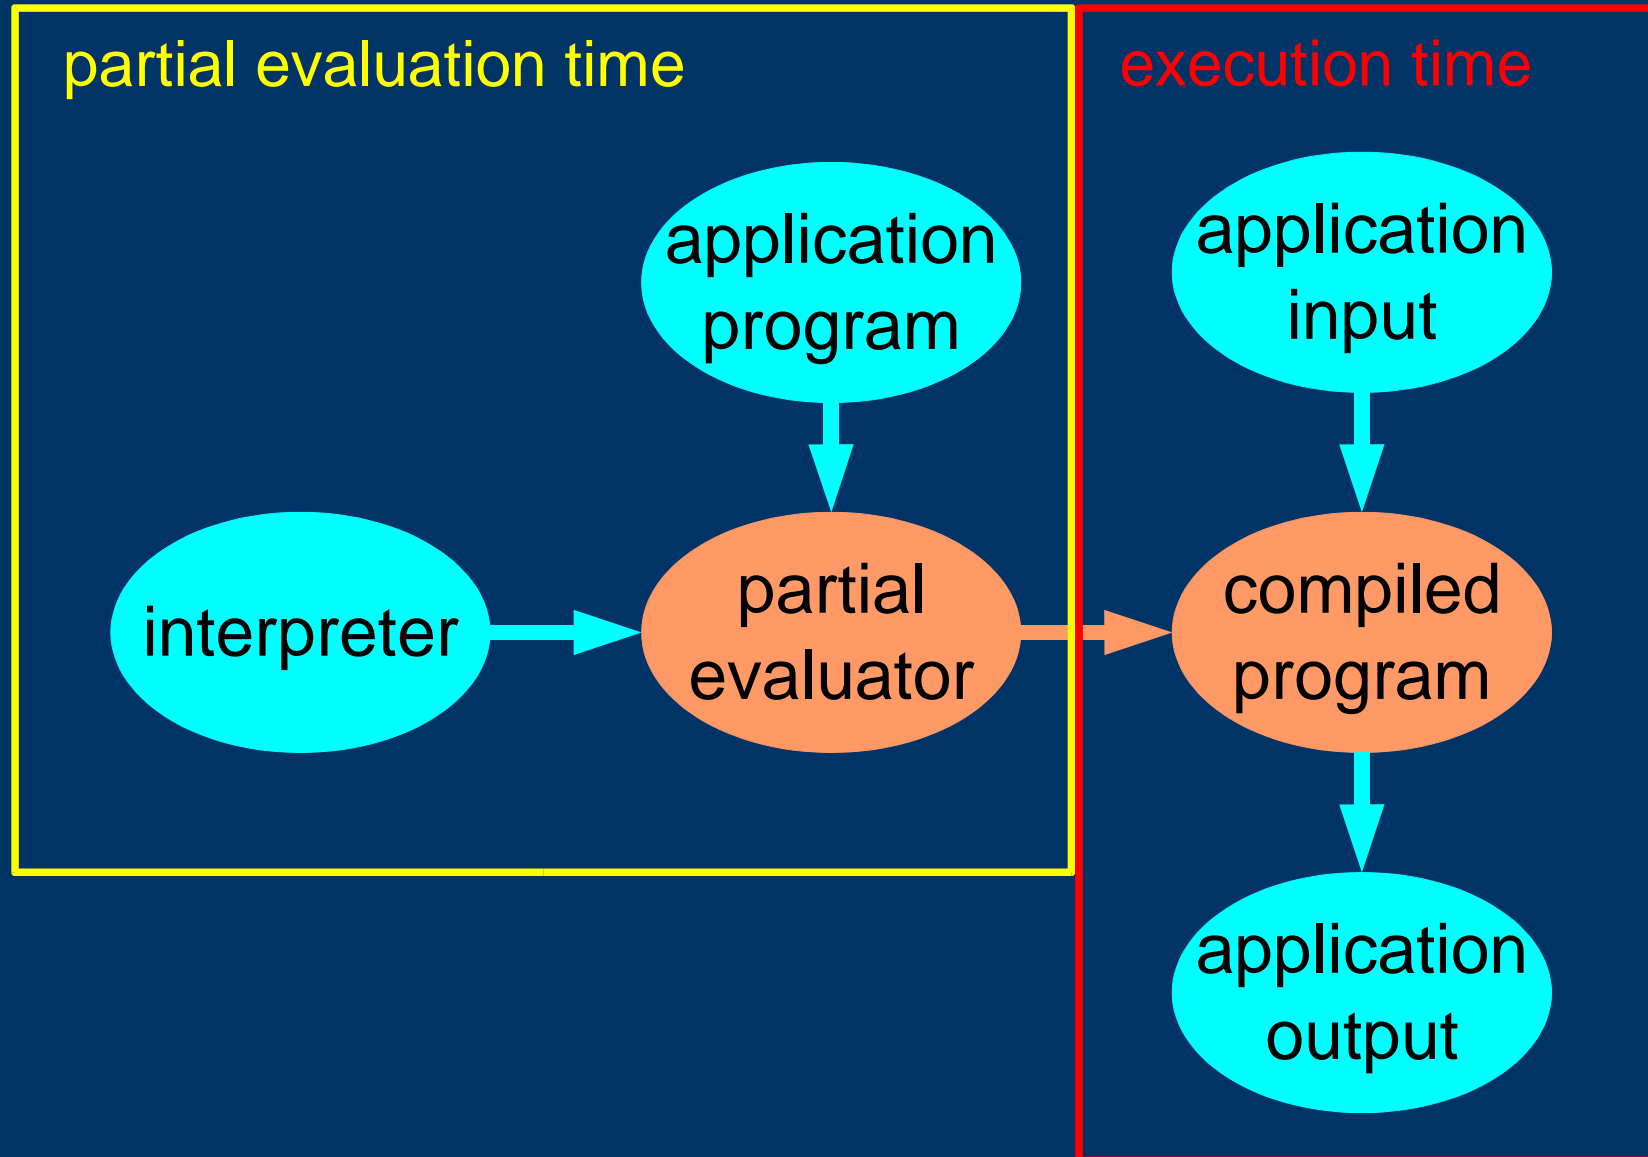 partial evaluation time
execution time
application
program
application
input
interpreter
partial
evaluator
compiled
program
application
output